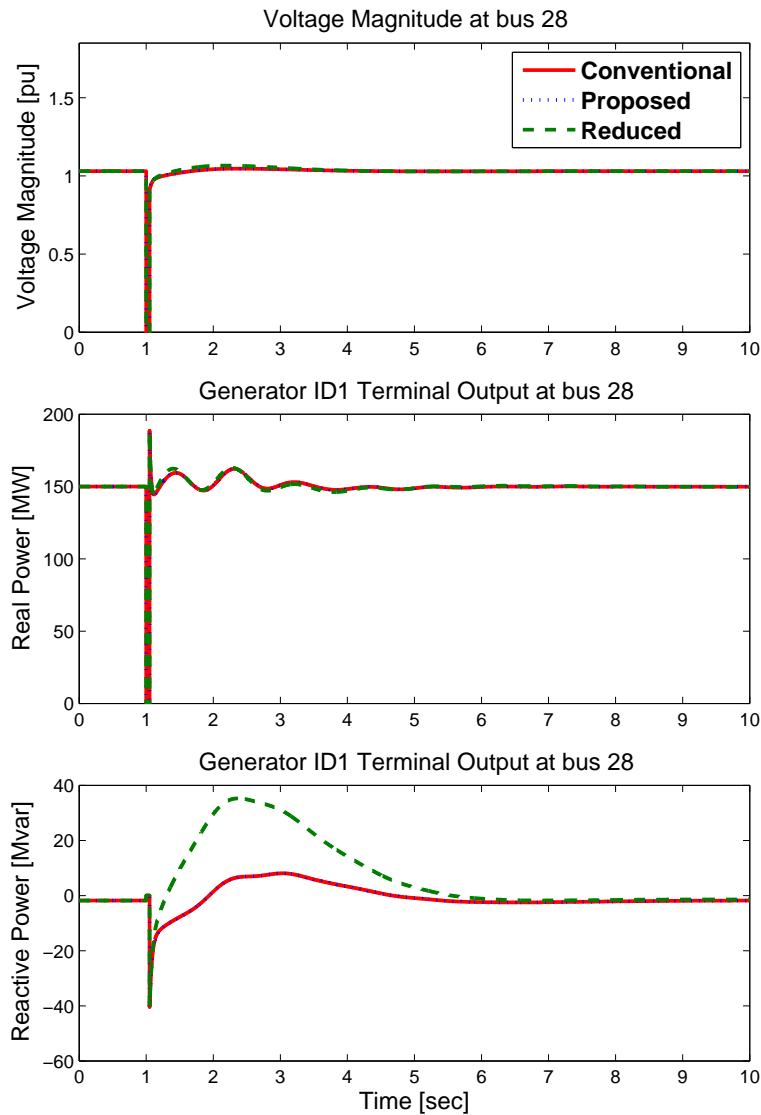 Voltage Magnitude at bus 28
Voltage Magnitude [pu]
1.5
1
0.5
0
Conventional
Proposed
Reduced
0 1 2 3 4 5 6 7 8 9 10
Generator ID1 Terminal Output at bus 28
Real Power [MW]
200
150
100
50
0
0 1 2 3 4 5 6 7 8 9 10
Generator ID1 Terminal Output at bus 28
Reactive Power [Mvar]
40
20
0
−20
−40
−60
0 1 2 3 4 5 6 7 8 9 10
Time [sec]